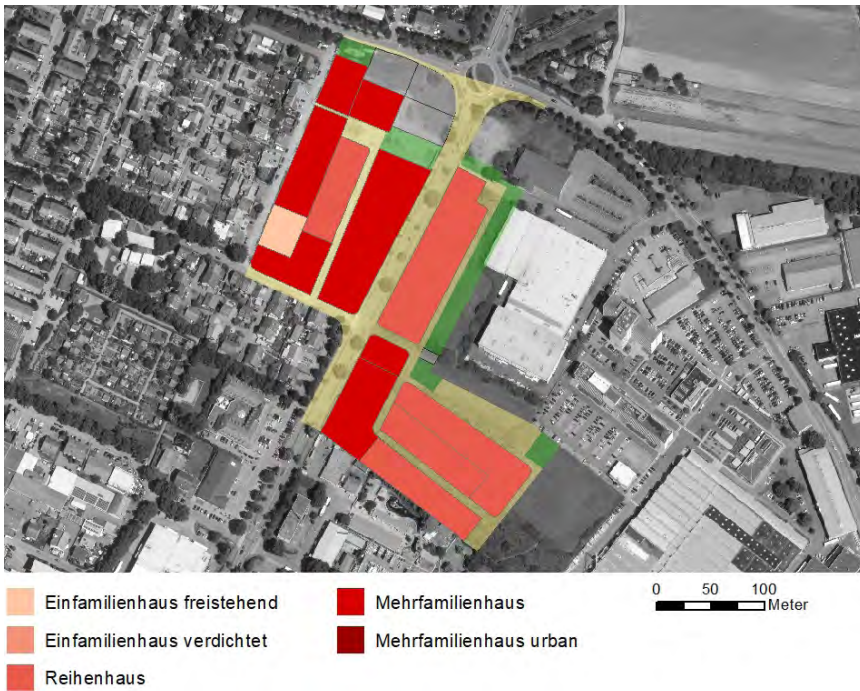 Einfamilienhaus freistehend
Einfamilienhaus verdichtet
Reihenhaus
Mehrfamilienhaus
Mehrfamilienhaus urban
0 50 100
Meter